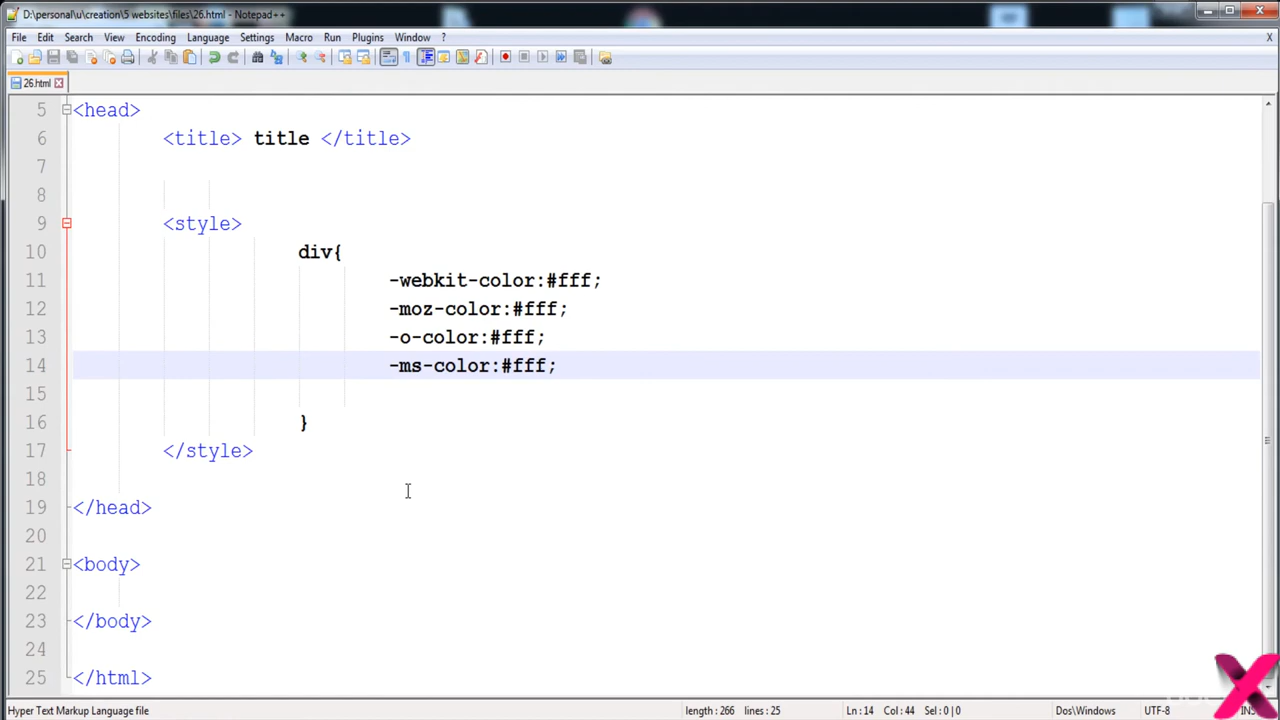 D:\personal\u\creation\5 websites\files\26.html - Notepad++
File Edit Search View Encoding Language Settings Macro Run Plugins Window ? X
26.html
5 <head>
6 <title> title </title>
7
8
9 <style>
10 div{
11 -webkit-color:#fff;
12 -moz-color:#fff;
13 -o-color:#fff;
14 -ms-color:#fff;
15
16 }
17 </style>
18
19 </head>
20
21 <body>
22
23 </body>
24
25 </html>
Hyper Text Markup Language file length : 266 lines : 25 Ln : 14 Col : 44 Sel : 0 | 0 Dos\Windows UTF-8